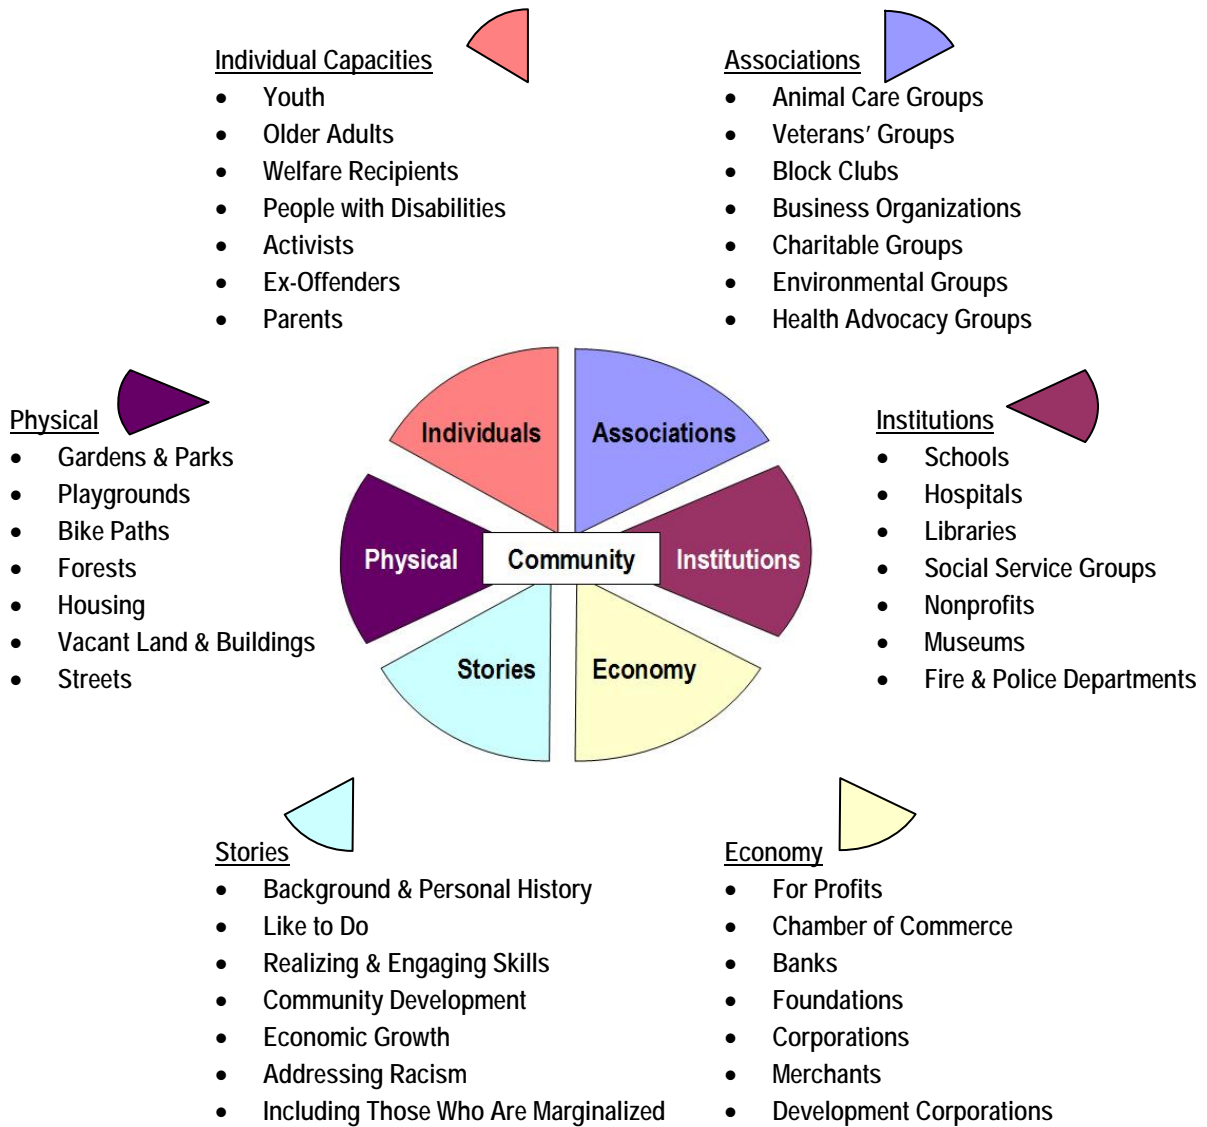 Individual Capacities
• Youth
• Older Adults
• Welfare Recipients
• People with Disabilities
• Activists
• Ex-Offenders
• Parents
Associations
• Animal Care Groups
• Veterans’ Groups
• Block Clubs
• Business Organizations
• Charitable Groups
• Environmental Groups
• Health Advocacy Groups
Physical
• Gardens & Parks
• Playgrounds
• Bike Paths
• Forests
• Housing
• Vacant Land & Buildings
• Streets
Individuals
Associations
Physical
Community
Institutions
Stories
Economy
Institutions
• Schools
• Hospitals
• Libraries
• Social Service Groups
• Nonprofits
• Museums
• Fire & Police Departments
Stories
• Background & Personal History
• Like to Do
• Realizing & Engaging Skills
• Community Development
• Economic Growth
• Addressing Racism
• Including Those Who Are Marginalized
Economy
• For Profits
• Chamber of Commerce
• Banks
• Foundations
• Corporations
• Merchants
• Development Corporations